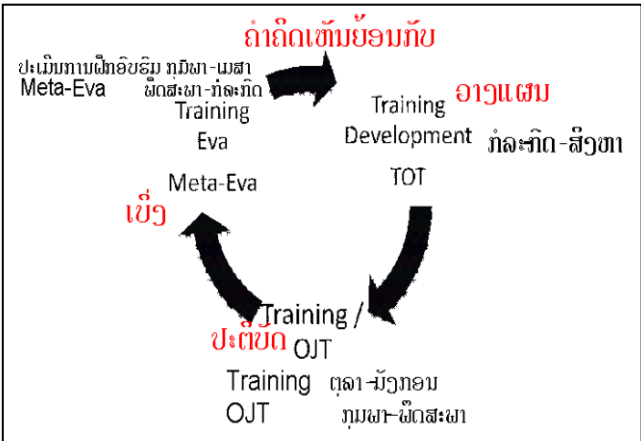 ຄຳຄິດເຫັນຍ້ອນກັບ
ປະເມີນການຝຶກອົບຮົມ ກຸມພາ-ເມສາ
Meta-Eva ພຶດສະພາ-ກໍລະກົດ
Training
Eva
Meta-Eva
ອາງແຜນ
Training
Development ກໍລະກົດ-ສິງຫາ
TOT
ເບິ່ງ
Training /
ປະຕິບັດ OJT
Training ຕຸລາ-ມັງກອນ
OJT ກຸມພາ-ພຶດສະພາ